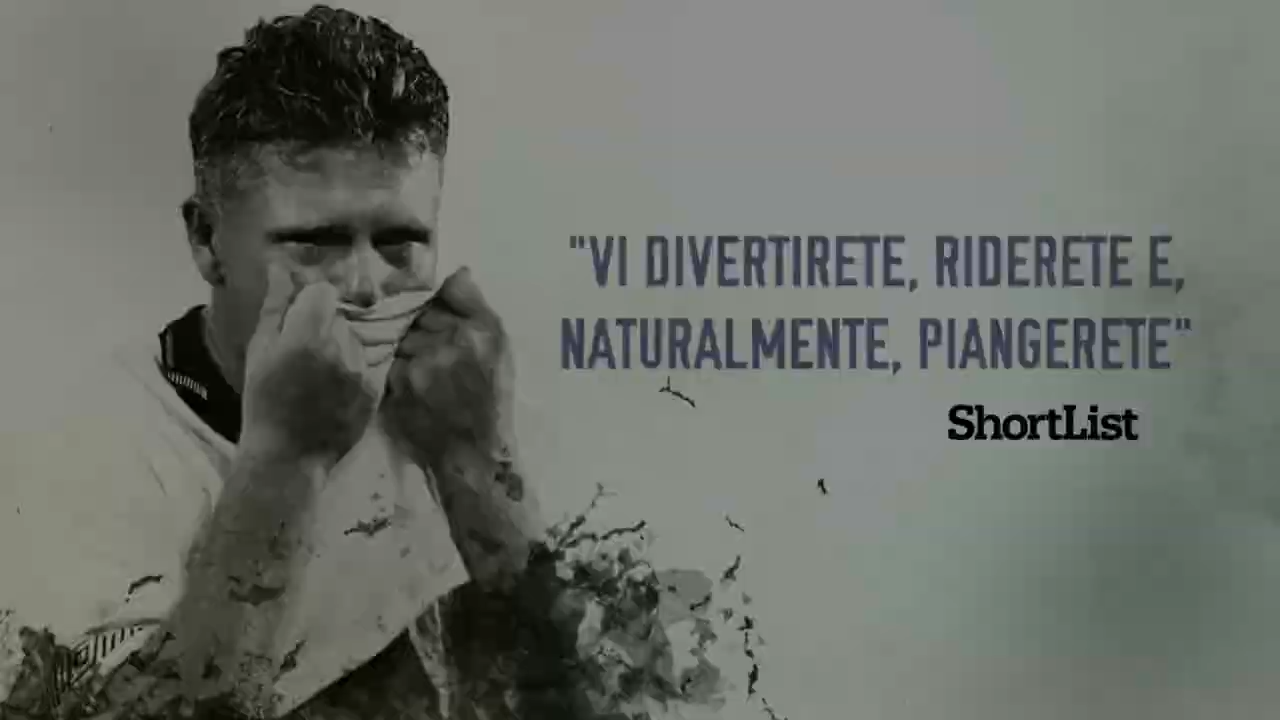 "VI DIVERTIRETE, RIDERETE E,
NATURALMENTE, PIANGERETE"
ShortList